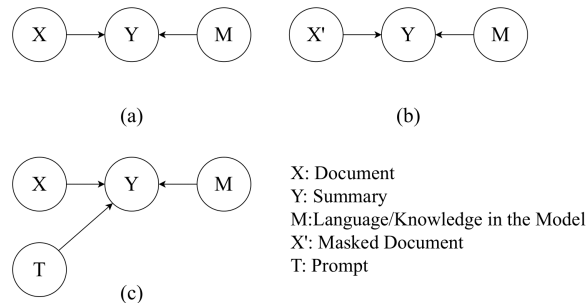 X Y M
X' Y M
(a)
(b)
X Y M
T
(c)
X: Document
Y: Summary
M:Language/Knowledge in the Model
X': Masked Document
T: Prompt